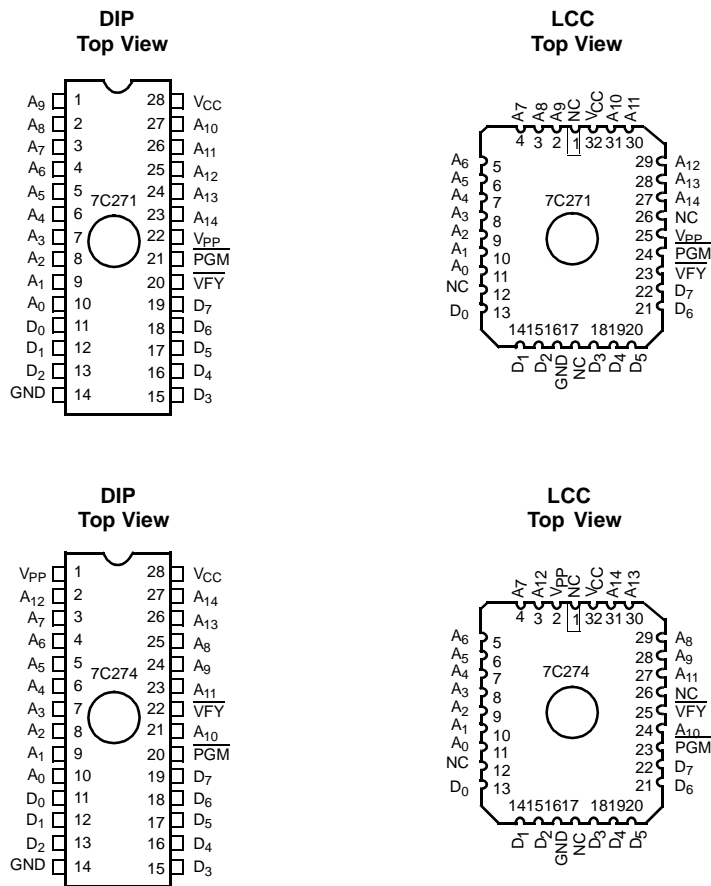 DIP
Top View
LCC
Top View
A9 1 28 VCC
A8 2 27 A10
A7 3 26 A11
A6 4 25 A12
A5 5 24 A13
A4 6 23 A14
7C271
A3 7 22 VPP
A2 8 21 PGM
A1 9 20 VFY
A0 10 19 D7
D0 11 18 D6
D1 12 17 D5
D2 13 16 D4
GND 14 15 D3
A7 A8 A9 NC VCC A10 A11
4 3 2 1 32 31 30
A6 5 29 A12
A5 6 28 A13
A4 7 27 A14
7C271
A3 8 26 NC
A2 9 25 VPP
A1 10 24 PGM
A0 11 23 VFY
NC 12 22 D7
D0 13 21 D6
14 15 16 17 18 19 20
D1 D2 GND NC D3 D4 D5
DIP
Top View
LCC
Top View
VPP 1 28 VCC
A12 2 27 A14
A7 3 26 A13
A6 4 25 A8
A5 5 24 A9
7C274
A4 6 23 A11
A3 7 22 VFY
A2 8 21 A10
A1 9 20 PGM
A0 10 19 D7
D0 11 18 D6
D1 12 17 D5
D2 13 16 D4
GND 14 15 D3
A7 A12 VPP NC VCC A14 A13
4 3 2 1 32 31 30
A6 5 29 A8
A5 6 28 A9
A4 7 27 A11
7C274
A3 8 26 NC
A2 9 25 VFY
A1 10 24 A10
A0 11 23 PGM
NC 12 22 D7
D0 13 21 D6
14 15 16 17 18 19 20
D1 D2 GND NC D3 D4 D5